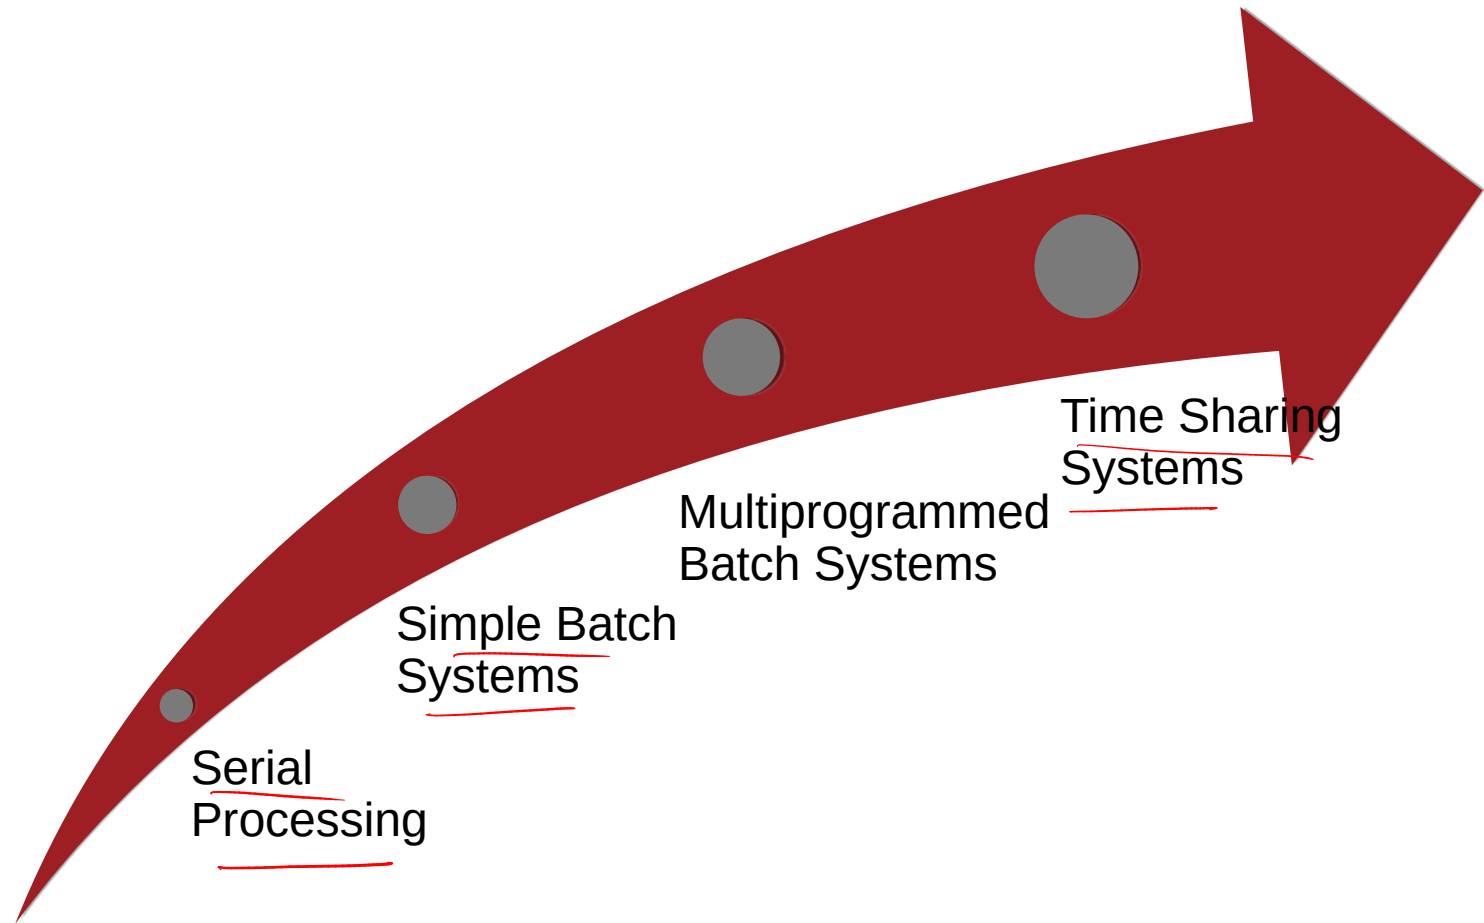 Serial
Processing
Simple Batch
Systems
Multiprogrammed
Batch Systems
Time Sharing
Systems